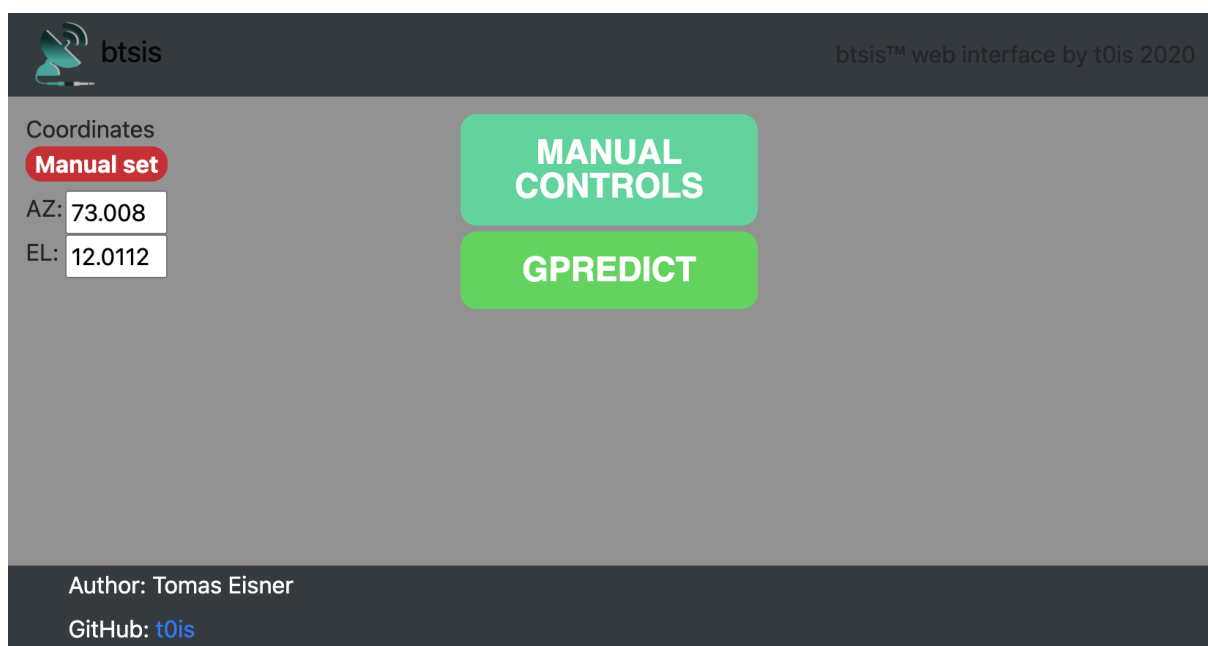 btsis
btsis™ web interface by t0is 2020
Coordinates
Manual set
AZ: 73.008
EL: 12.0112
MANUAL
CONTROLS
GPREDICT
Author: Tomas Eisner
GitHub: t0is